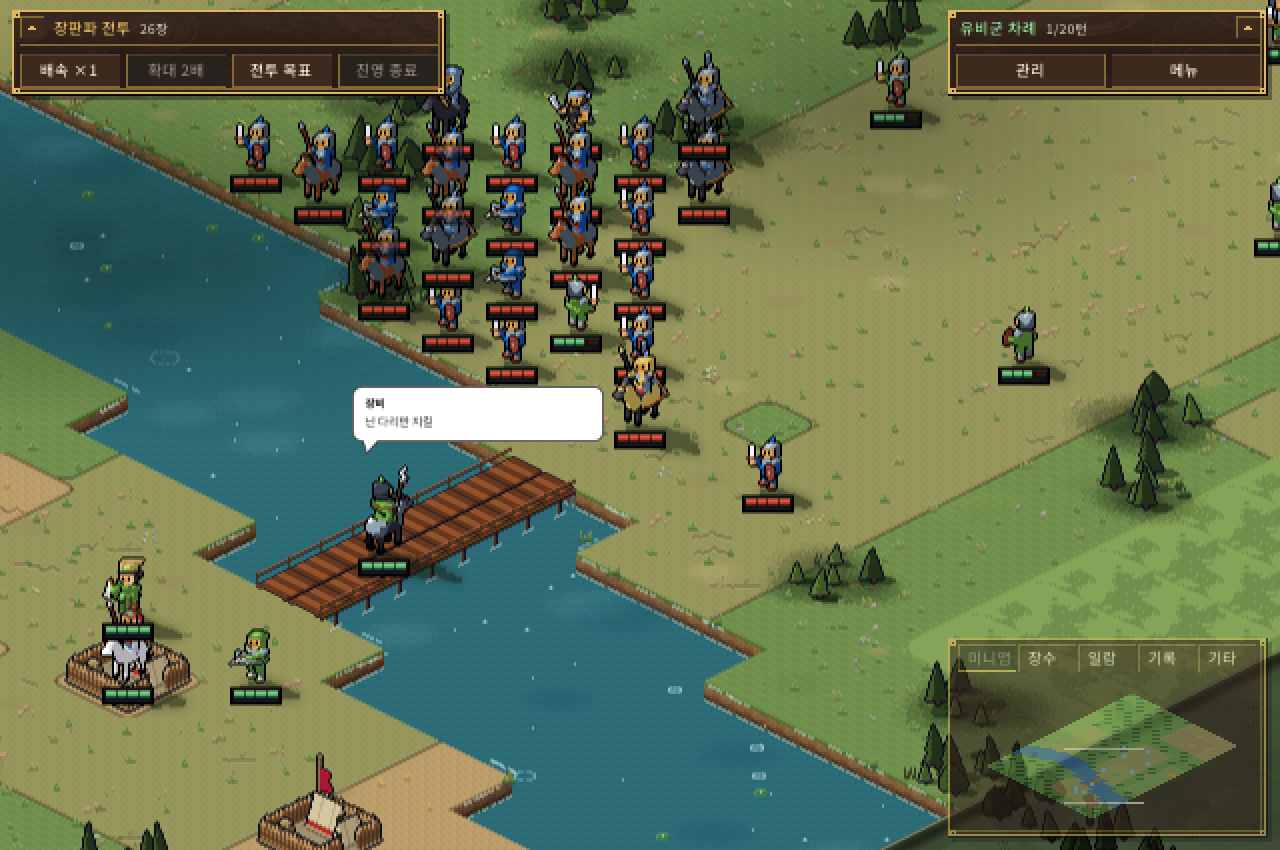 장판파 전투 26장
배속 ×1 확대 2배 전투 목표 진영 종료
유비군 차례 1/20턴
관리 메뉴
장비
넌 다리만 지킬
미니맵 장수 일람 기록 기타